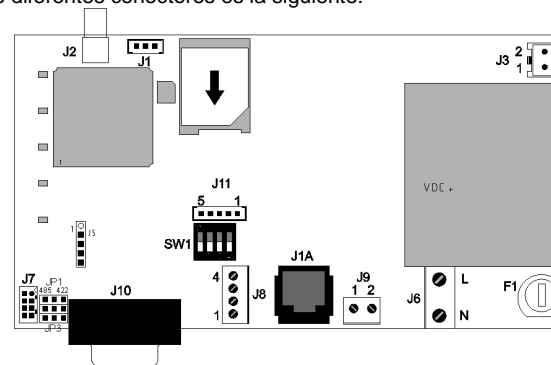 diferentes conectores es la siguiente:
J2
J1
J3
2
1
1
VDC +
J11
5 1
1 J5
SW1
J1A
J7
JP1
485 422
JP3
J10
4
1
J8
J9
1 2
J6
L
N
F1